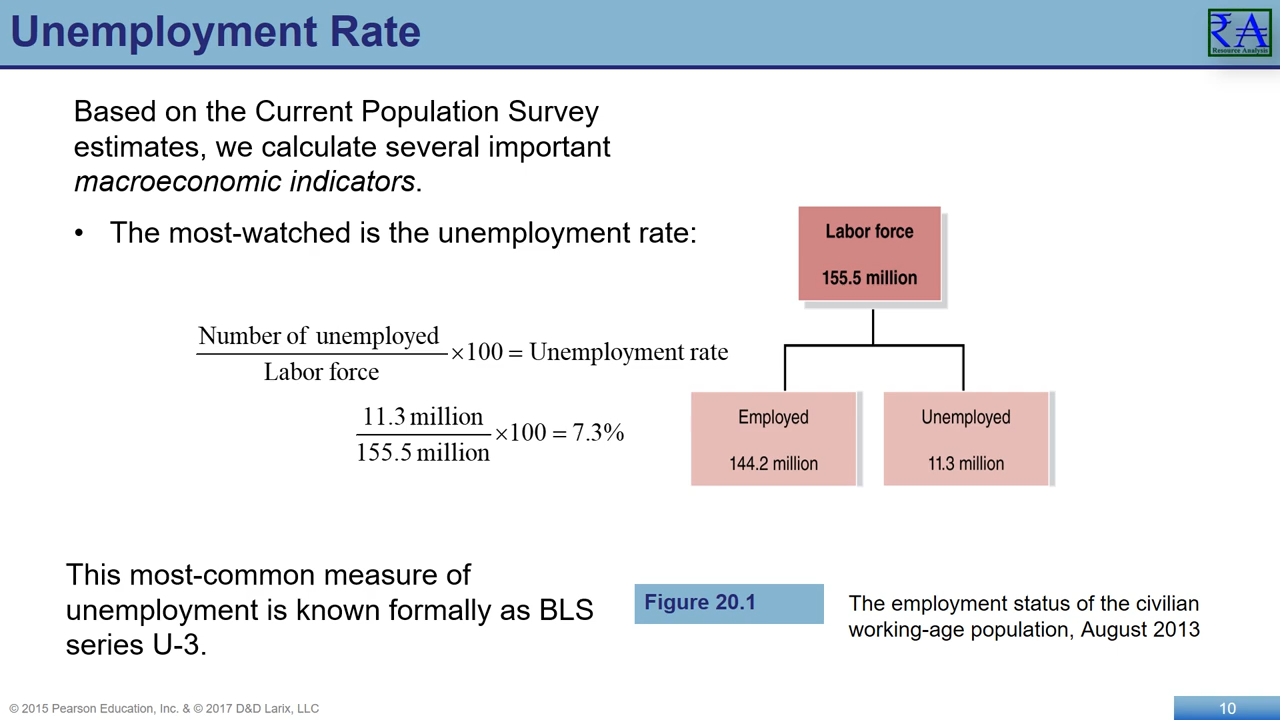 Unemployment Rate
₹A
Resource Analysis
Based on the Current Population Survey
estimates, we calculate several important
macroeconomic indicators.
• The most-watched is the unemployment rate:
Number of unemployed
Labor force
×100 = Unemployment rate
11.3 million
155.5 million
×100 = 7.3%
Labor force
155.5 million
Employed
144.2 million
Unemployed
11.3 million
This most-common measure of
unemployment is known formally as BLS
series U-3.
Figure 20.1
The employment status of the civilian
working-age population, August 2013
© 2015 Pearson Education, Inc. & © 2017 D&D Larix, LLC
10